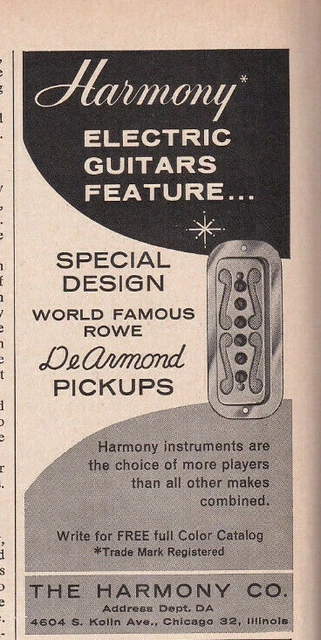 Harmony*
ELECTRIC
GUITARS
FEATURE...
SPECIAL
DESIGN
WORLD FAMOUS
ROWE
DeArmond
PICKUPS
Harmony instruments are
the choice of more players
than all other makes
combined.
Write for FREE full Color Catalog
*Trade Mark Registered
THE HARMONY CO.
Address Dept. DA
4604 S. Kolin Ave., Chicago 32, Illinois